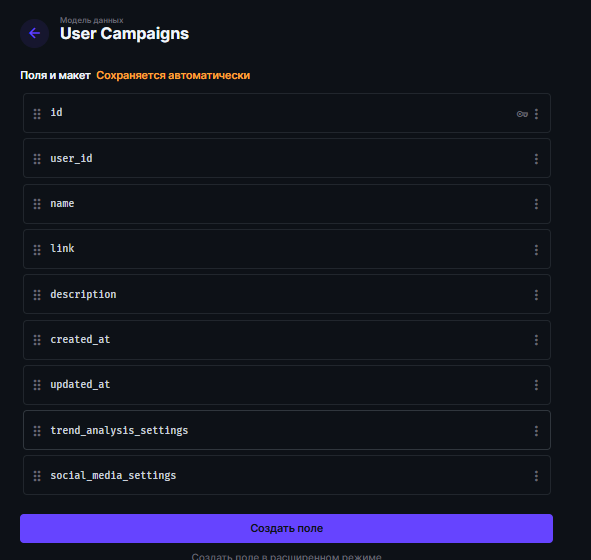 Модель данных
User Campaigns
Поля и макет Сохраняется автоматически
id
user_id
name
link
description
created_at
updated_at
trend_analysis_settings
social_media_settings
Создать поле
Создать поле в расширенном режиме